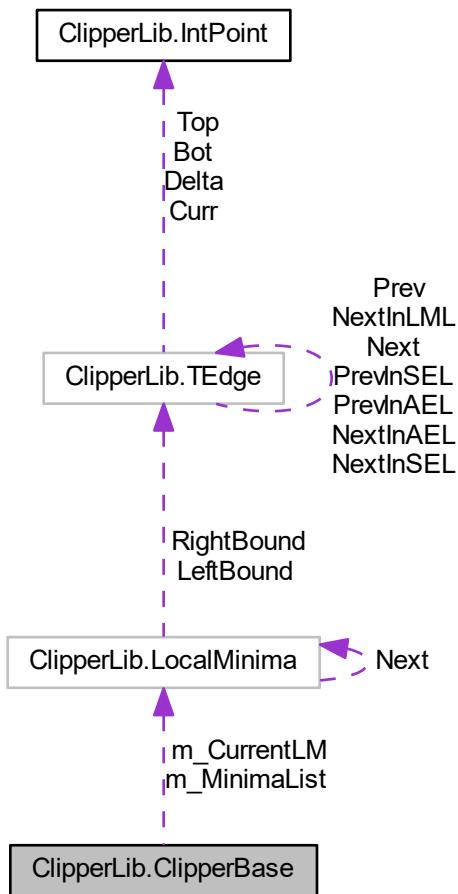 ClipperLib.IntPoint
Top
Bot
Delta
Curr
Prev
NextInLML
Next
PrevInSEL
PrevInAEL
NextInAEL
NextInSEL
ClipperLib.TEdge
RightBound
LeftBound
ClipperLib.LocalMinima
Next
m_CurrentLM
m_MinimaList
ClipperLib.ClipperBase